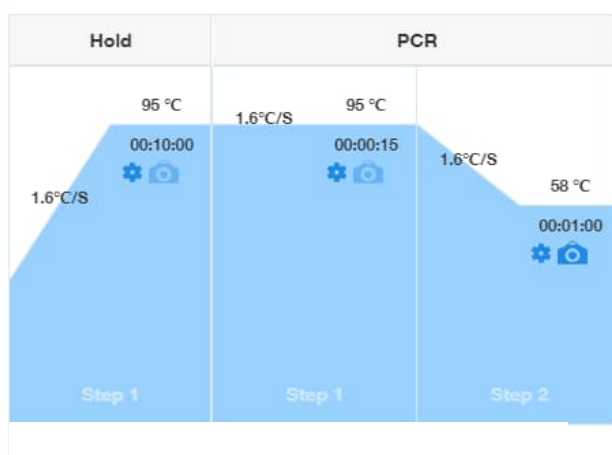 Hold
PCR
95 °C
1.6°C/S
95 °C
00:10:00
00:00:15
1.6°C/S
1.6°C/S
58 °C
00:01:00
Step 1
Step 1
Step 2